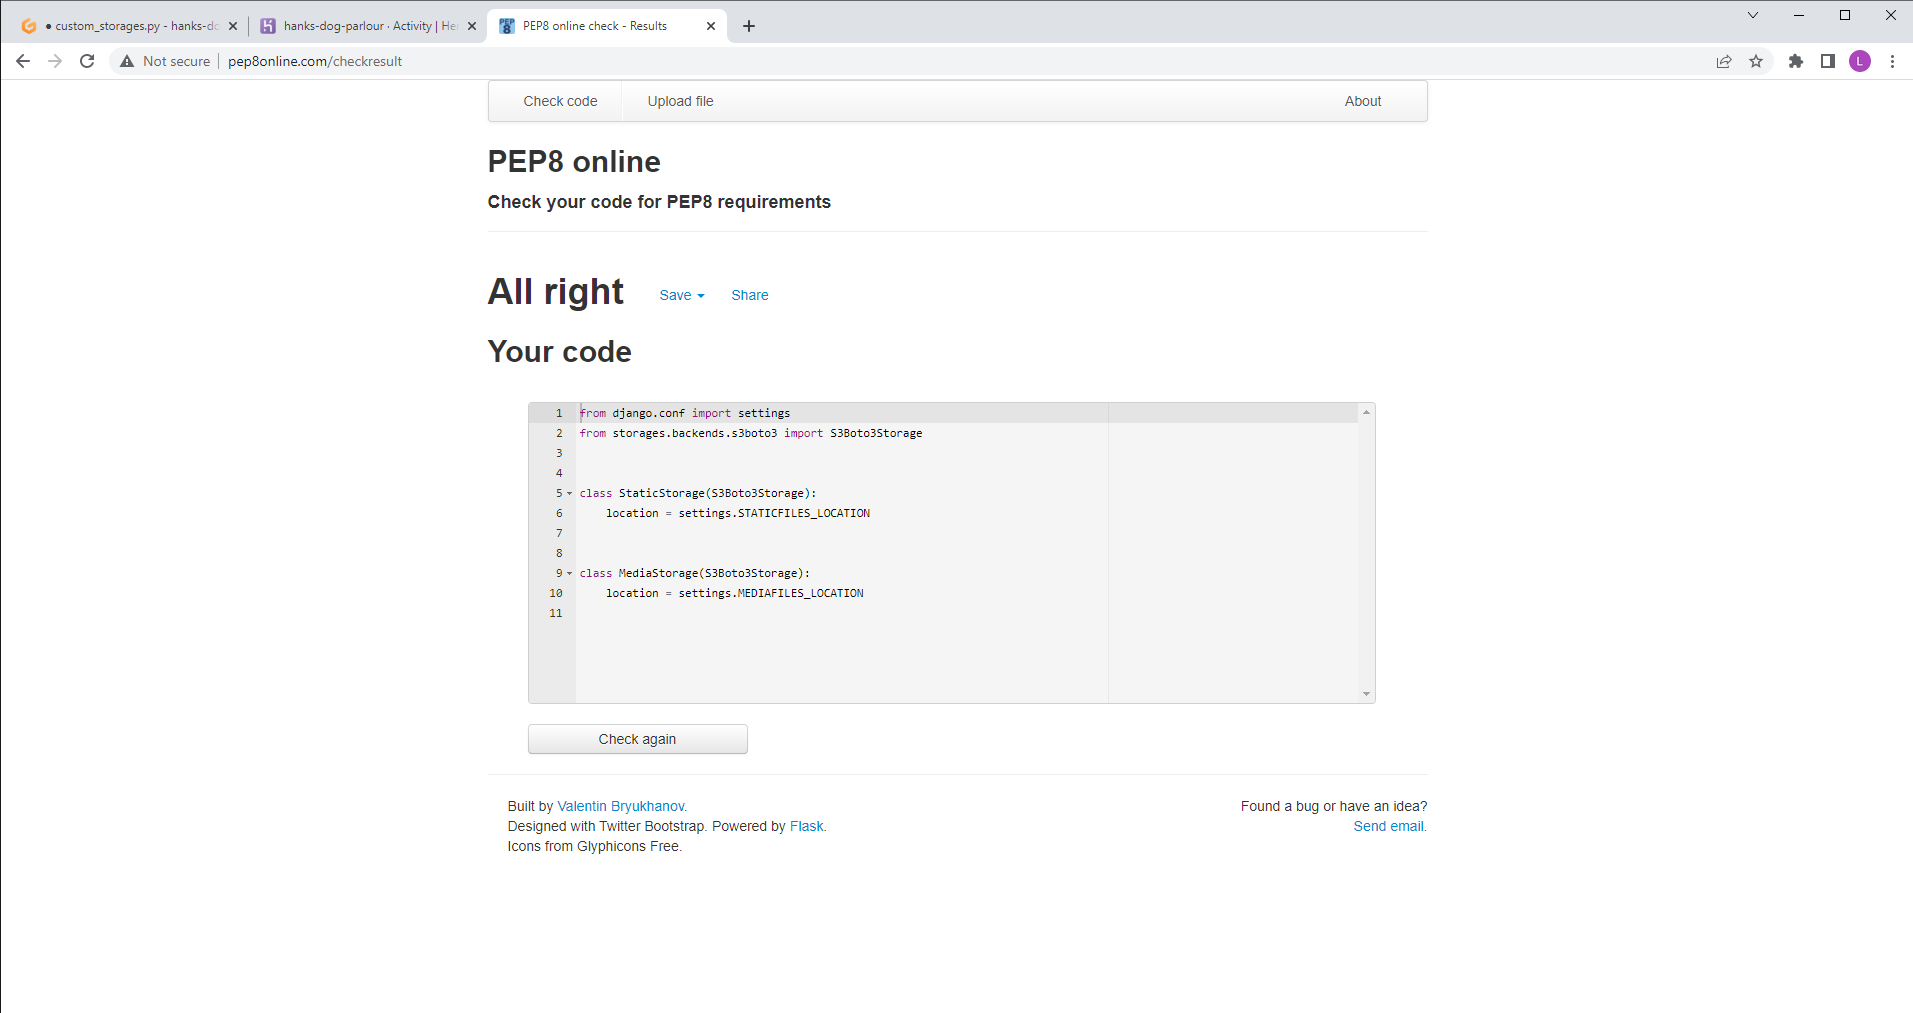 custom_storages.py - hanks-do
hanks-dog-parlour · Activity | He
PEP 8 PEP8 online check - Results
Not secure pep8online.com/checkresult
L
Check code Upload file About
PEP8 online
Check your code for PEP8 requirements
All right Save Share
Your code
1 from django.conf import settings
2 from storages.backends.s3boto3 import S3Boto3Storage
3
4
5 class StaticStorage(S3Boto3Storage):
6     location = settings.STATICFILES_LOCATION
7
8
9 class MediaStorage(S3Boto3Storage):
10     location = settings.MEDIAFILES_LOCATION
11
Check again
Built by Valentin Bryukhanov. Found a bug or have an idea?
Designed with Twitter Bootstrap. Powered by Flask. Send email.
Icons from Glyphicons Free.